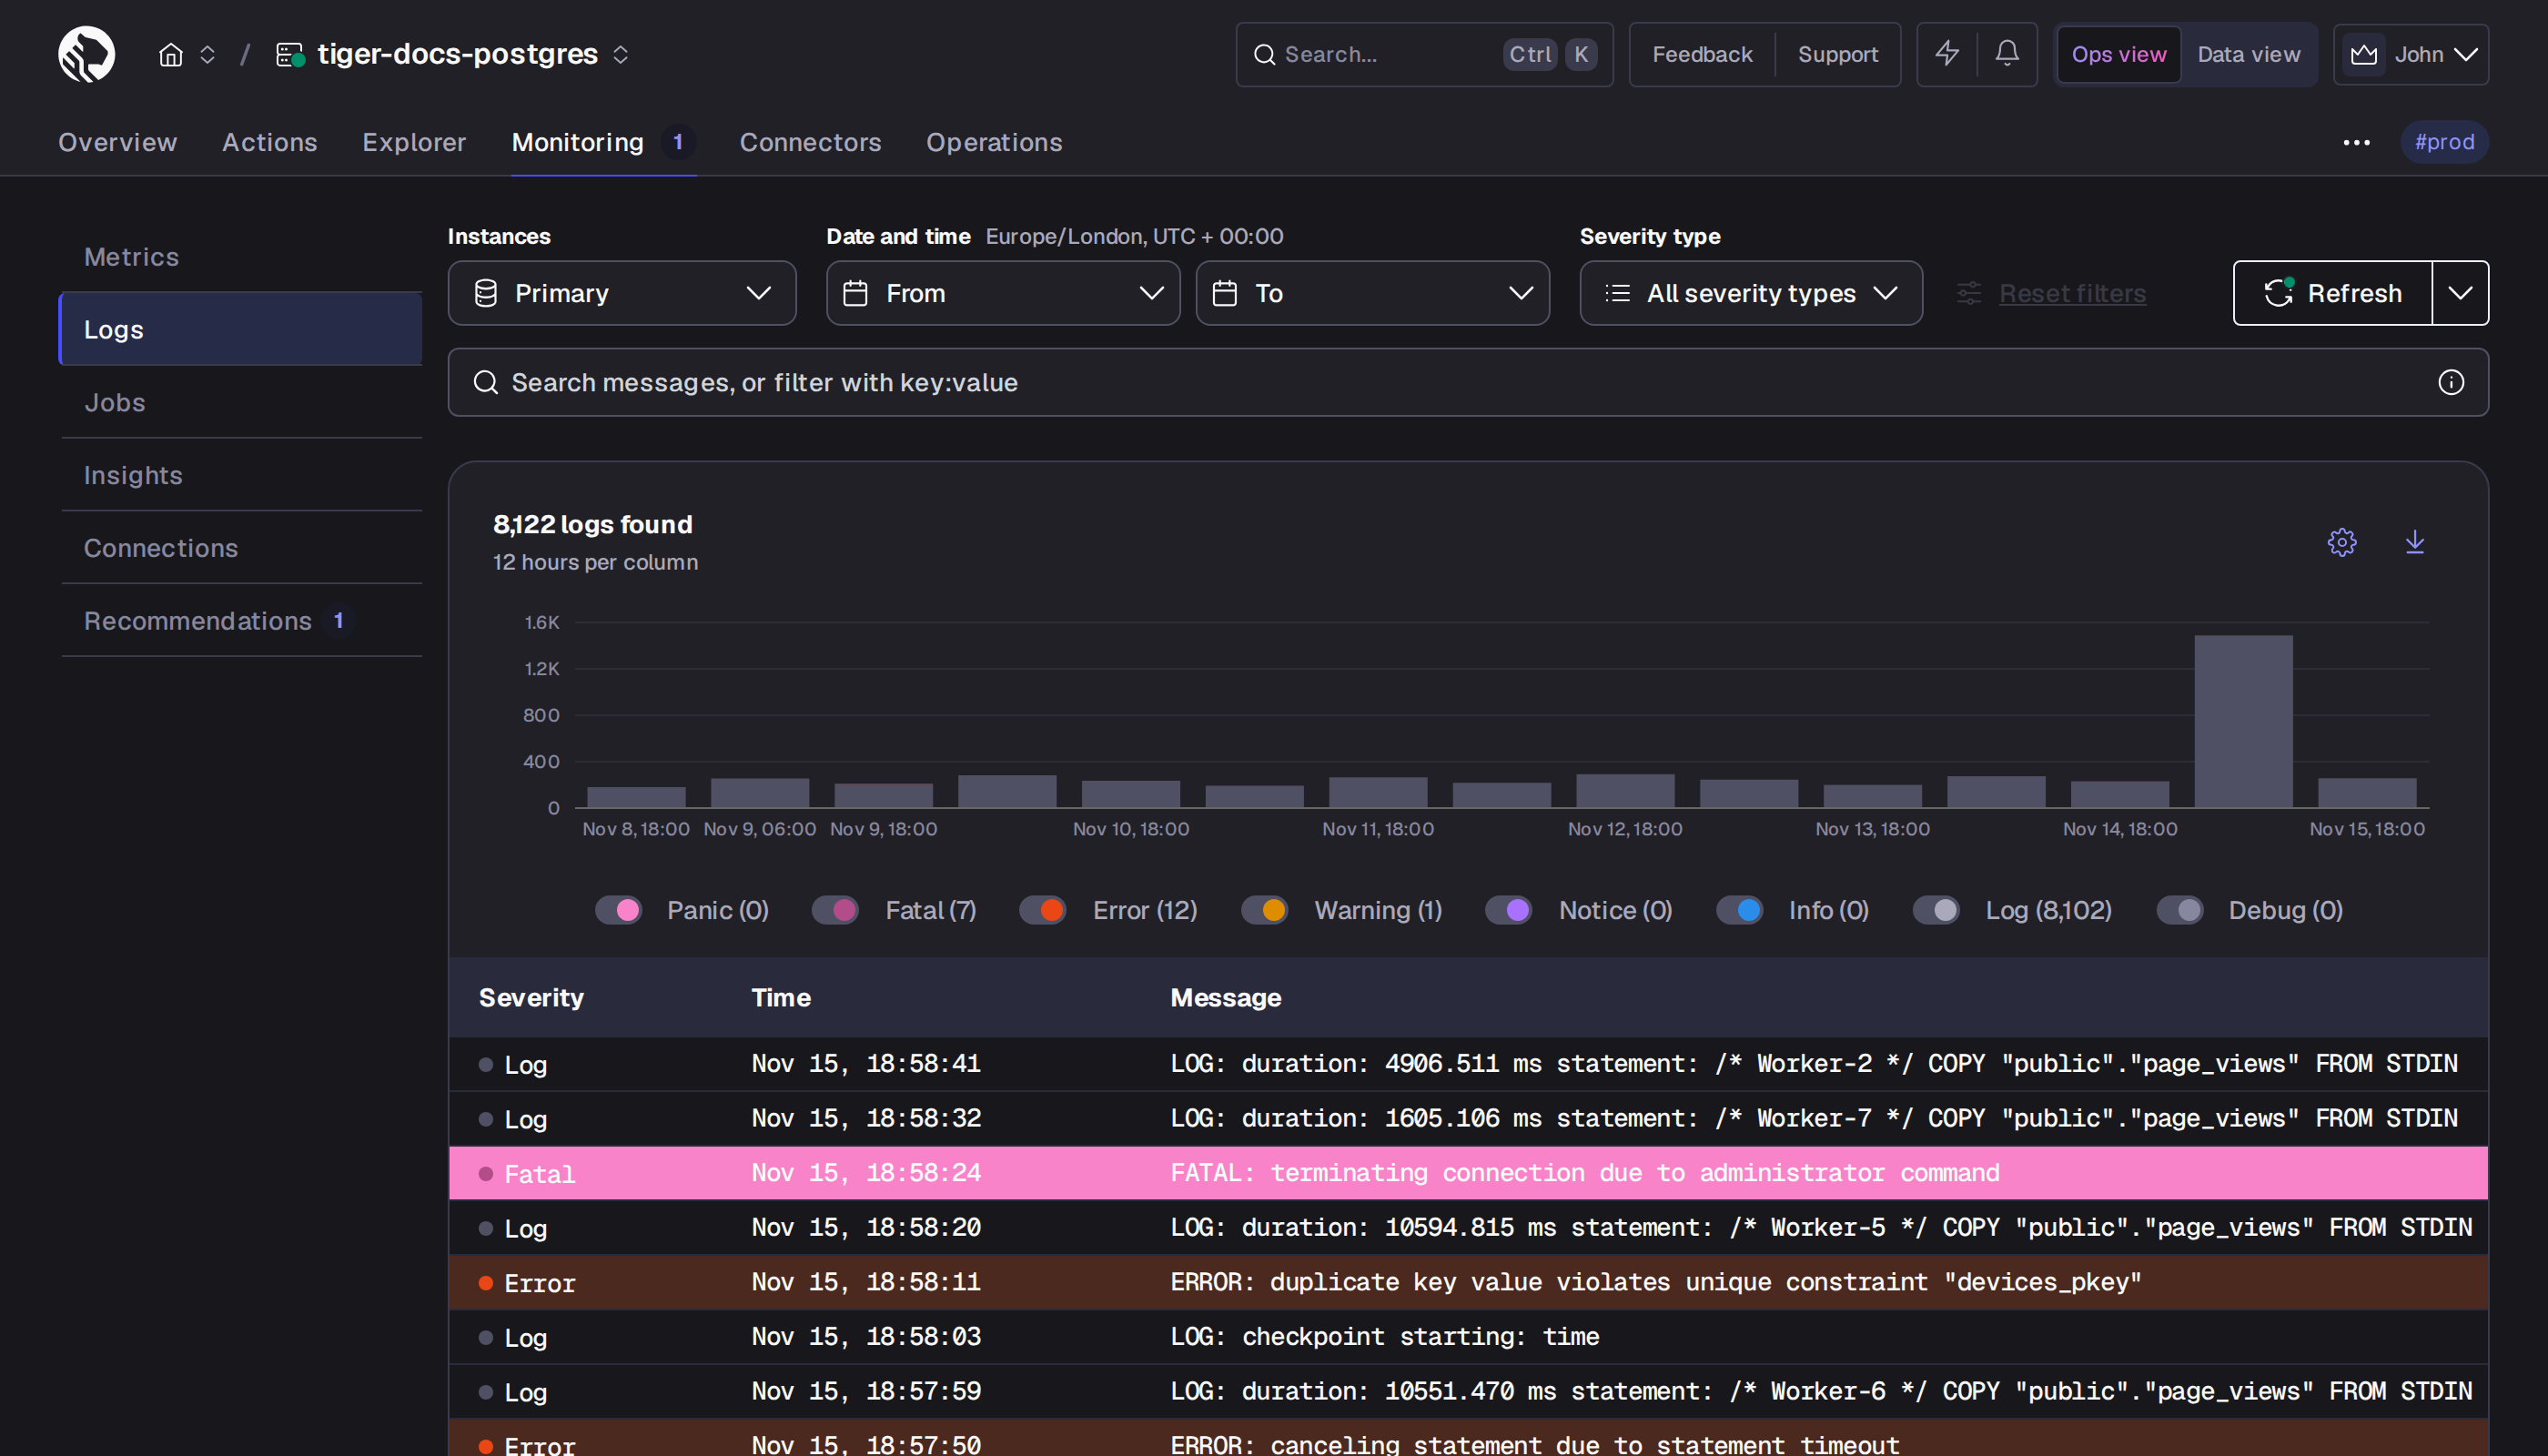 tiger-docs-postgres
Search...
Ctrl K
Feedback
Support
Ops view
Data view
John
Overview
Actions
Explorer
Monitoring 1
Connectors
Operations
#prod
Metrics
Logs
Jobs
Insights
Connections
Recommendations 1
Instances
Primary
Date and time Europe/London, UTC + 00:00
From
To
Severity type
All severity types
Reset filters
Refresh
Search messages, or filter with key:value
8,122 logs found
12 hours per column
1.6K
1.2K
800
400
0
Nov 8, 18:00
Nov 9, 06:00
Nov 9, 18:00
Nov 10, 18:00
Nov 11, 18:00
Nov 12, 18:00
Nov 13, 18:00
Nov 14, 18:00
Nov 15, 18:00
Panic (0)
Fatal (7)
Error (12)
Warning (1)
Notice (0)
Info (0)
Log (8,102)
Debug (0)
Severity Time Message
Log Nov 15, 18:58:41 LOG: duration: 4906.511 ms statement: /* Worker-2 */ COPY "public"."page_views" FROM STDIN
Log Nov 15, 18:58:32 LOG: duration: 1605.106 ms statement: /* Worker-7 */ COPY "public"."page_views" FROM STDIN
Fatal Nov 15, 18:58:24 FATAL: terminating connection due to administrator command
Log Nov 15, 18:58:20 LOG: duration: 10594.815 ms statement: /* Worker-5 */ COPY "public"."page_views" FROM STDIN
Error Nov 15, 18:58:11 ERROR: duplicate key value violates unique constraint "devices_pkey"
Log Nov 15, 18:58:03 LOG: checkpoint starting: time
Log Nov 15, 18:57:59 LOG: duration: 10551.470 ms statement: /* Worker-6 */ COPY "public"."page_views" FROM STDIN
Error Nov 15, 18:57:50 ERROR: canceling statement due to statement timeout